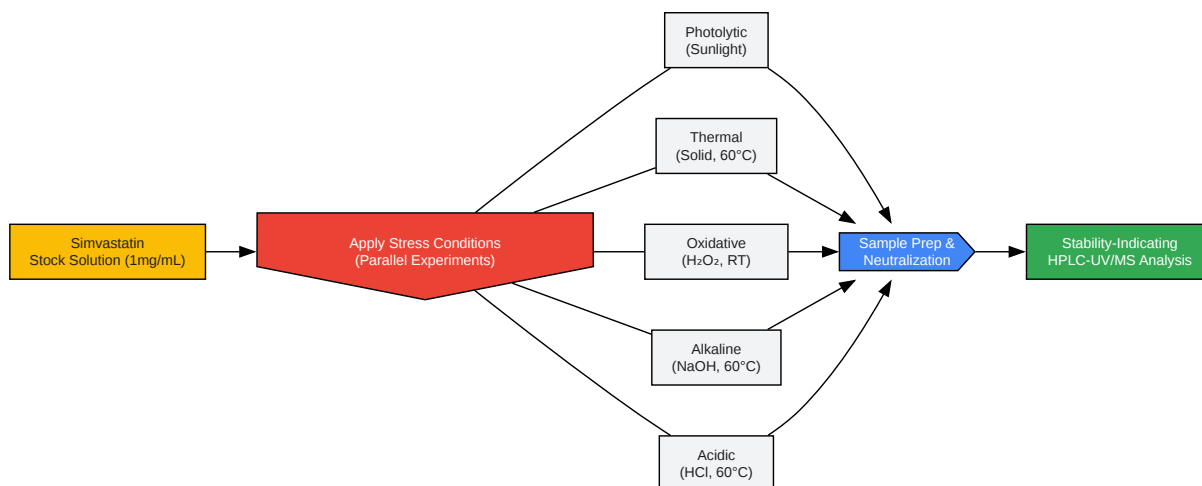 Photolytic
(Sunlight)
Thermal
(Solid, 60°C)
Simvastatin
Stock Solution (1mg/mL)
Apply Stress Conditions
(Parallel Experiments)
Oxidative
(H₂O₂, RT)
Sample Prep &
Neutralization
Stability-Indicating
HPLC-UV/MS Analysis
Alkaline
(NaOH, 60°C)
Acidic
(HCl, 60°C)